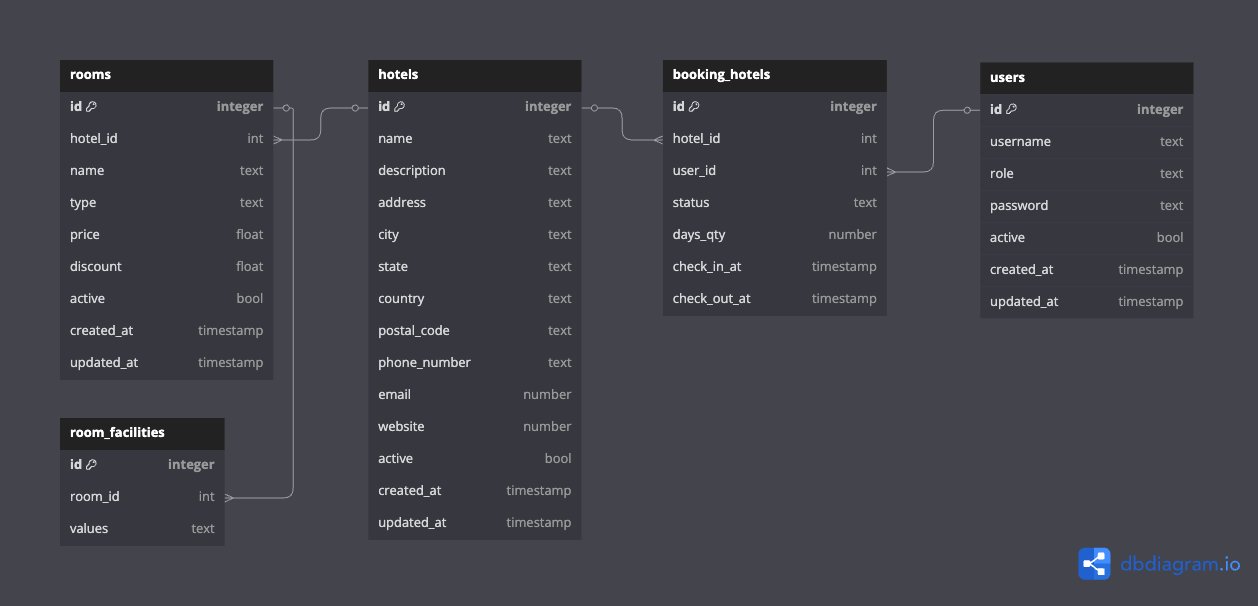 rooms
id integer
hotel_id int
name text
type text
price float
discount float
active bool
created_at timestamp
updated_at timestamp
room_facilities
id integer
room_id int
values text
hotels
id integer
name text
description text
address text
city text
state text
country text
postal_code text
phone_number text
email number
website number
active bool
created_at timestamp
updated_at timestamp
booking_hotels
id integer
hotel_id int
user_id int
status text
days_qty number
check_in_at timestamp
check_out_at timestamp
users
id integer
username text
role text
password text
active bool
created_at timestamp
updated_at timestamp
dbdiagram.io